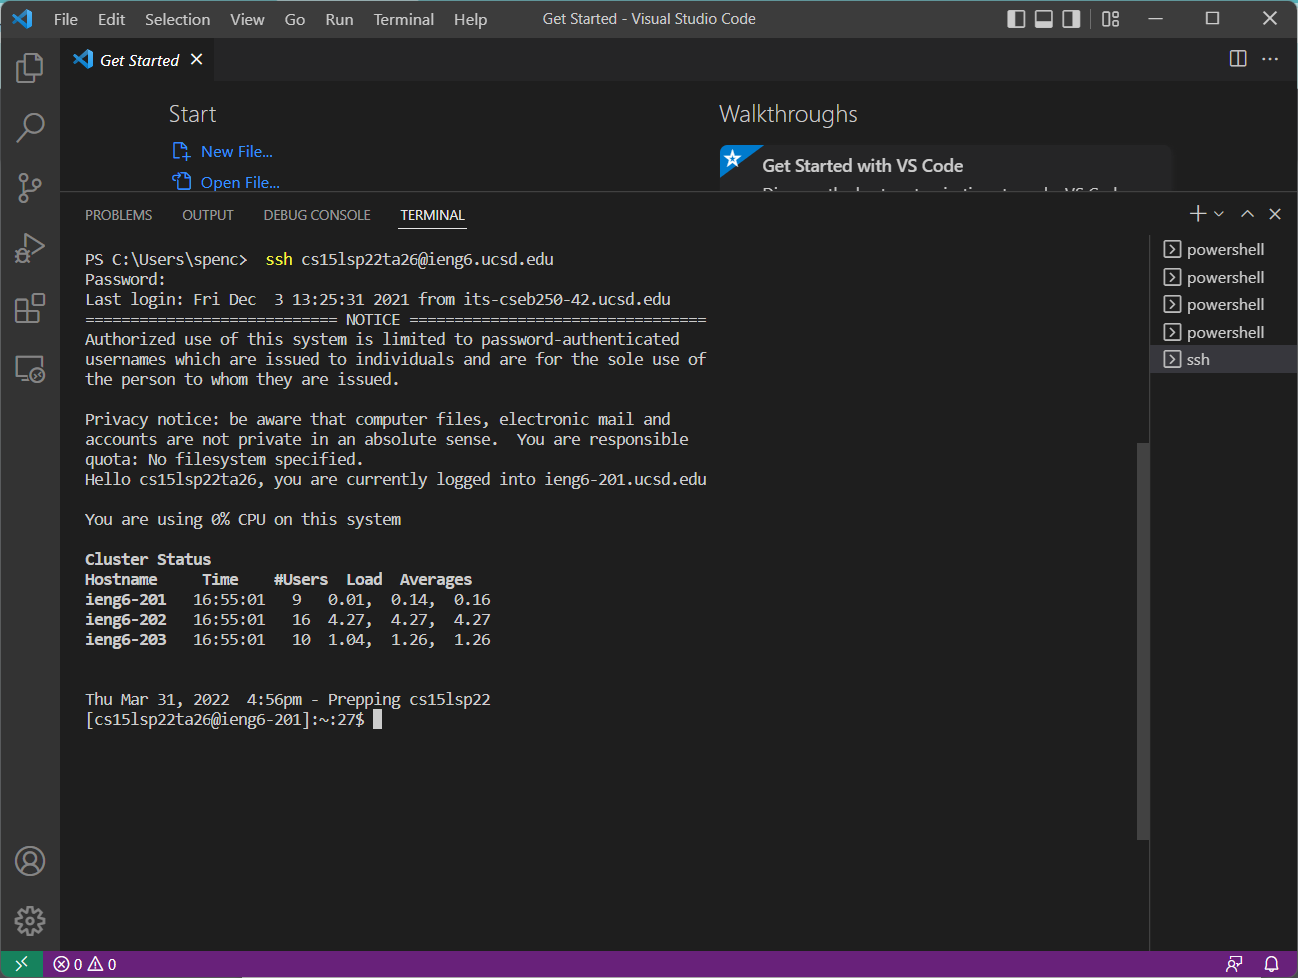 File Edit Selection View Go Run Terminal Help Get Started - Visual Studio Code
Get Started
Start
New File...
Open File...
Walkthroughs
Get Started with VS Code
PROBLEMS OUTPUT DEBUG CONSOLE TERMINAL
PS C:\Users\spenc>  ssh cs15lsp22ta26@ieng6.ucsd.edu
Password:
Last login: Fri Dec  3 13:25:31 2021 from its-cseb250-42.ucsd.edu
============================ NOTICE =================================
Authorized use of this system is limited to password-authenticated
usernames which are issued to individuals and are for the sole use of
the person to whom they are issued.
Privacy notice: be aware that computer files, electronic mail and
accounts are not private in an absolute sense.  You are responsible
quota: No filesystem specified.
Hello cs15lsp22ta26, you are currently logged into ieng6-201.ucsd.edu
You are using 0% CPU on this system
Cluster Status
Hostname     Time    #Users  Load  Averages
ieng6-201   16:55:01   9   0.01,  0.14,  0.16
ieng6-202   16:55:01   16  4.27,  4.27,  4.27
ieng6-203   16:55:01   10  1.04,  1.26,  1.26
Thu Mar 31, 2022  4:56pm - Prepping cs15lsp22
[cs15lsp22ta26@ieng6-201]:~:27$
powershell
powershell
powershell
powershell
ssh
0 0